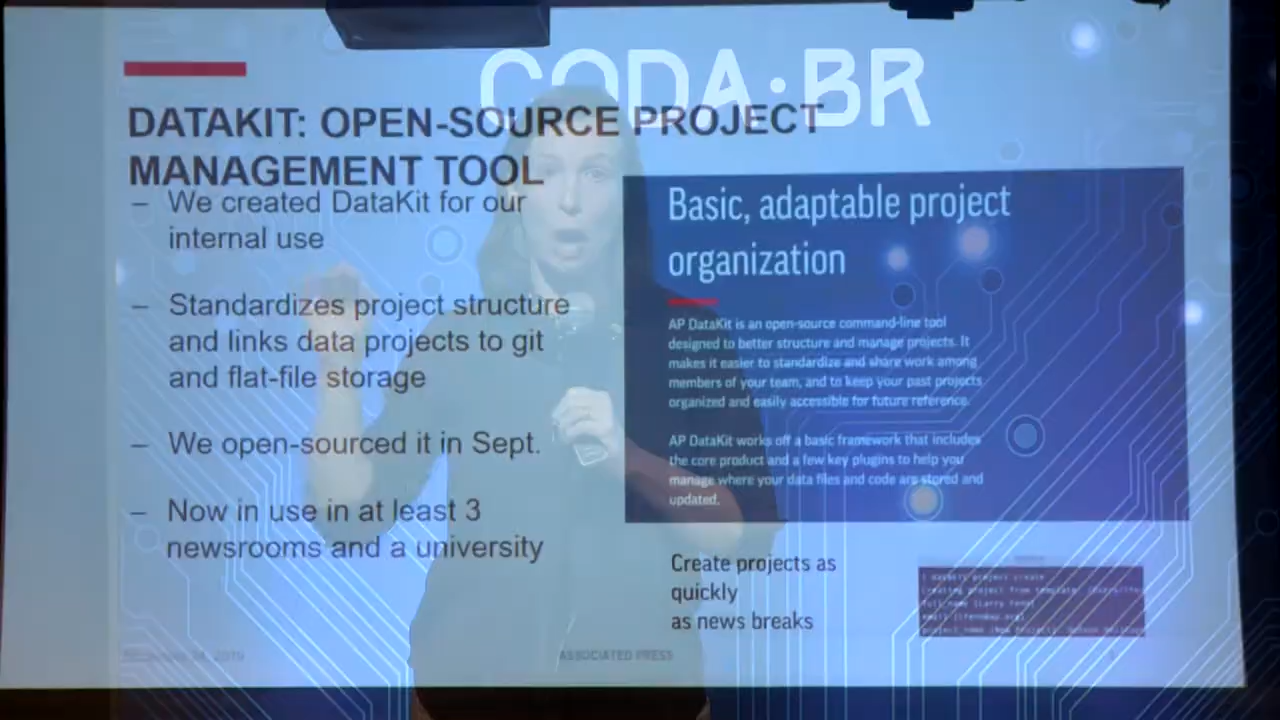 CODA.BR
DATAKIT: OPEN-SOURCE PROJECT
MANAGEMENT TOOL
– We created DataKit for our
internal use
– Standardizes project structure
and links data projects to git
and flat-file storage
– We open-sourced it in Sept.
– Now in use in at least 3
newsrooms and a university
Basic, adaptable project
organization
AP DataKit is an open-source command-line tool
designed to better structure and manage projects. It
makes it easier to standardize and share work among
members of your team, and to keep your past projects
organized and easily accessible for future reference.
AP DataKit works off a basic framework that includes
the core product and a few key plugins to help you
manage where your data files and code are stored and
updated.
Create projects as
quickly
as news breaks
datakit project create
2019
ASSOCIATED PRESS